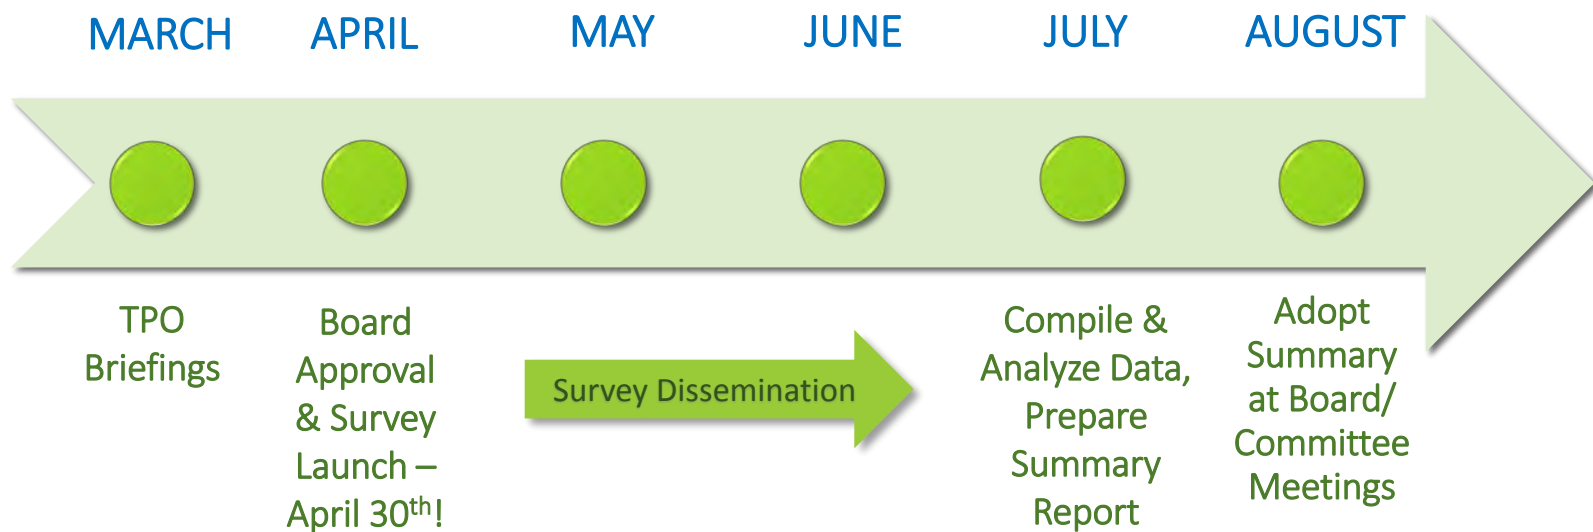 MARCH
APRIL
MAY
JUNE
JULY
AUGUST
TPO
Briefings
Board
Approval
& Survey
Launch –
April 30th!
Survey Dissemination
Compile &
Analyze Data,
Prepare
Summary
Report
Adopt
Summary
at Board/
Committee
Meetings